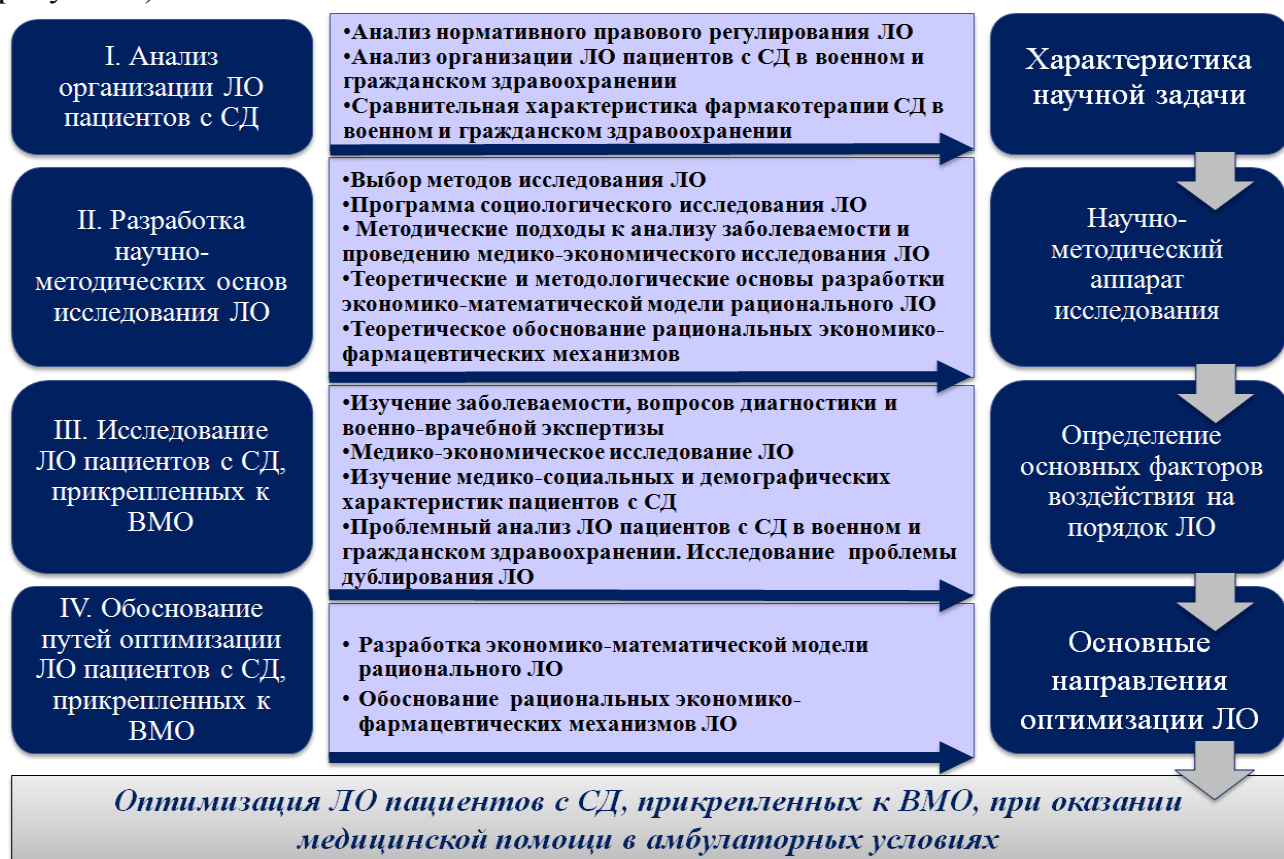 I. Анализ
организации ЛО
пациентов с СД
•Анализ нормативного правового регулирования ЛО
•Анализ организации ЛО пациентов с СД в военном и
гражданском здравоохранении
•Сравнительная характеристика фармакотерапии СД в
военном и гражданском здравоохранении
Характеристика
научной задачи
II. Разработка
научно-
методических основ
исследования ЛО
•Выбор методов исследования ЛО
•Программа социологического исследования ЛО
• Методические подходы к анализу заболеваемости и
проведению медико-экономического исследования ЛО
•Теоретические и методологические основы разработки
экономико-математической модели рационального ЛО
•Теоретическое обоснование рациональных экономико-
фармацевтических механизмов
Научно-
методический
аппарат
исследования
III. Исследование
ЛО пациентов с СД,
прикрепленных к
ВМО
•Изучение заболеваемости, вопросов диагностики и
военно-врачебной экспертизы
•Медико-экономическое исследование ЛО
•Изучение медико-социальных и демографических
характеристик пациентов с СД
•Проблемный анализ ЛО пациентов с СД в военном и
гражданском здравоохранении. Исследование проблемы
дублирования ЛО
Определение
основных факторов
воздействия на
порядок ЛО
IV. Обоснование
путей оптимизации
ЛО пациентов с СД,
прикрепленных к
ВМО
• Разработка экономико-математической модели
рационального ЛО
• Обоснование рациональных экономико-
фармацевтических механизмов ЛО
Основные
направления
оптимизации ЛО
Оптимизация ЛО пациентов с СД, прикрепленных к ВМО, при оказании
медицинской помощи в амбулаторных условиях